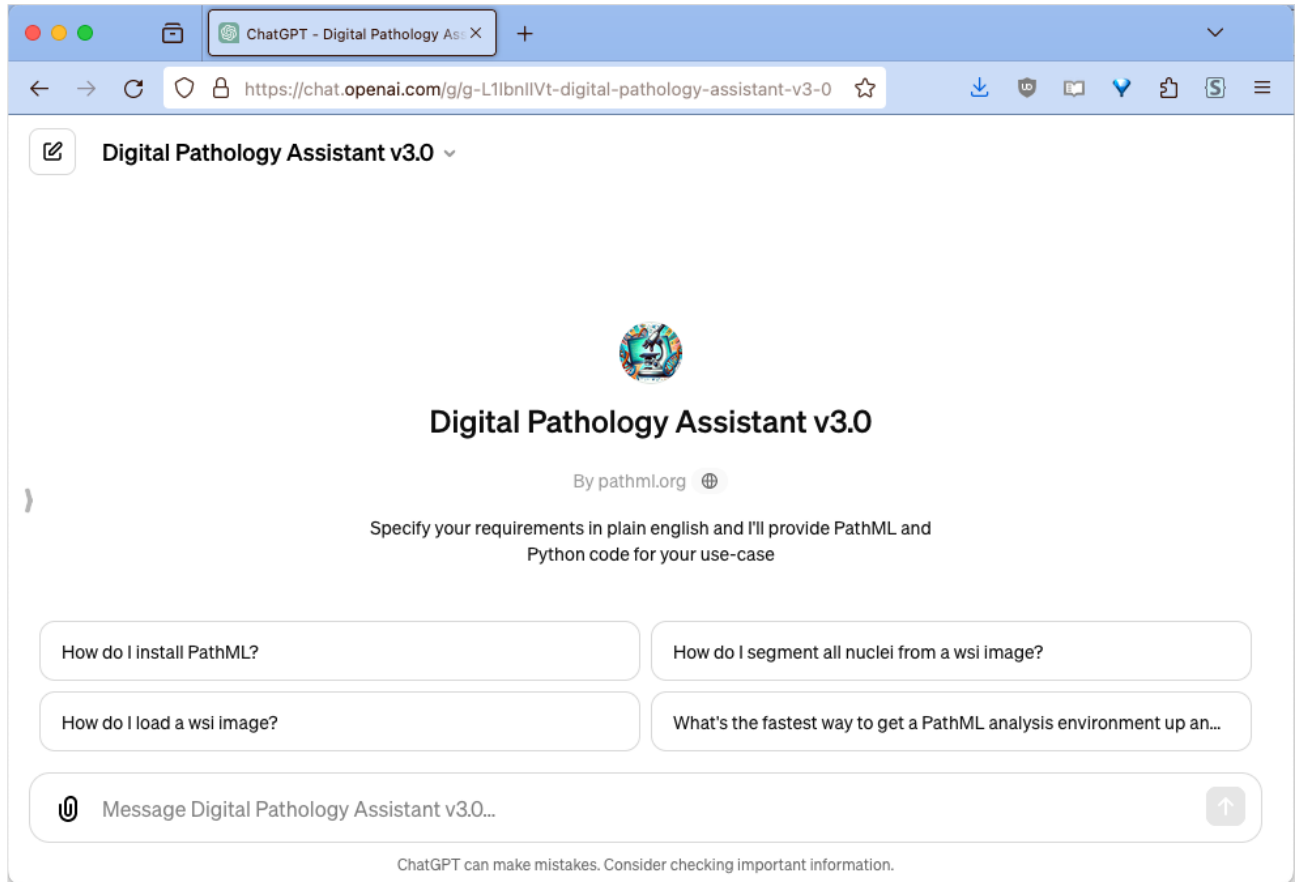 ChatGPT - Digital Pathology Ass
https://chat.openai.com/g/g-L1lbnllVt-digital-pathology-assistant-v3-0
Digital Pathology Assistant v3.0
Digital Pathology Assistant v3.0
By pathml.org
Specify your requirements in plain english and I'll provide PathML and
Python code for your use-case
How do I install PathML?
How do I segment all nuclei from a wsi image?
How do I load a wsi image?
What's the fastest way to get a PathML analysis environment up an...
Message Digital Pathology Assistant v3.0...
ChatGPT can make mistakes. Consider checking important information.